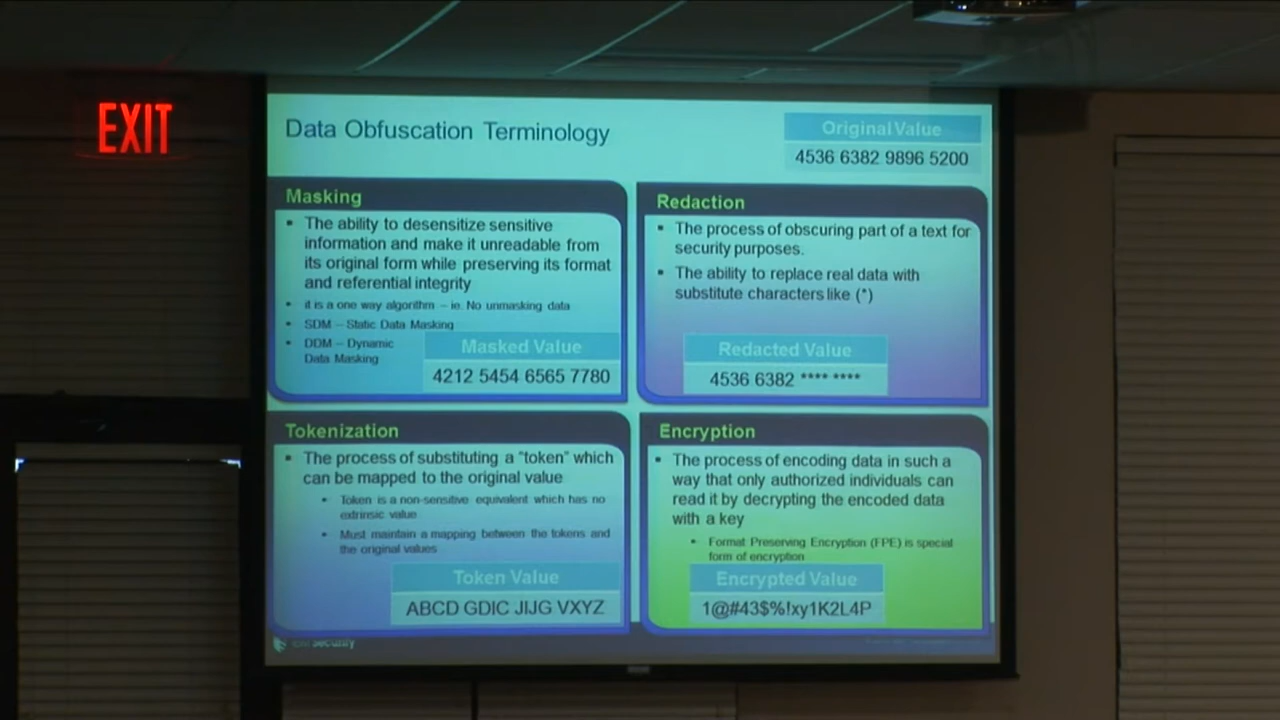 EXIT
Data Obfuscation Terminology
Original Value
4536 6382 9896 5200
Masking
▪ The ability to desensitize sensitive
information and make it unreadable from
its original form while preserving its format
and referential integrity
▪ it is a one way algorithm – ie. No unmasking data
▪ SDM – Static Data Masking
▪ DDM – Dynamic
Data Masking
Masked Value
4212 5454 6565 7780
Redaction
▪ The process of obscuring part of a text for
security purposes.
▪ The ability to replace real data with
substitute characters like (*)
Redacted Value
4536 6382 **** ****
Tokenization
▪ The process of substituting a "token" which
can be mapped to the original value
▪ Token is a non-sensitive equivalent which has no
extrinsic value
▪ Must maintain a mapping between the tokens and
the original values
Token Value
ABCD GDIC JIJG VXYZ
Encryption
▪ The process of encoding data in such a
way that only authorized individuals can
read it by decrypting the encoded data
with a key
▪ Format Preserving Encryption (FPE) is special
form of encryption
Encrypted Value
1@#43$%!xy1K2L4P
Security